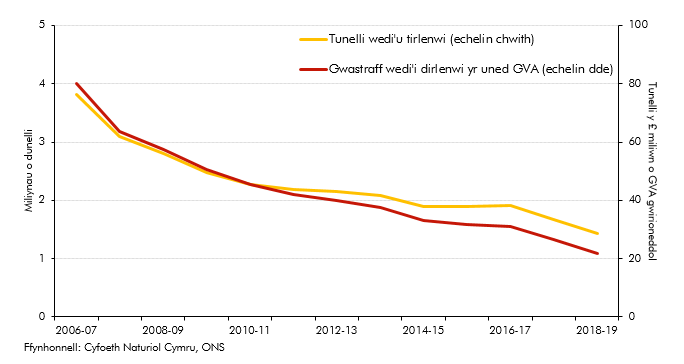 Tunelli wedi'u tirlenwi (echelin chwith)
Gwastraff wedi'i dirlenwi yr uned GVA (echelin dde)
Miliynau o dunelli
5
4
3
2
1
0
Tunelli y £ miliwn o GVA gwirioneddol
100
80
60
40
20
0
2006-07 2008-09 2010-11 2012-13 2014-15 2016-17 2018-19
Ffynhonnell: Cyfoeth Naturiol Cymru, ONS